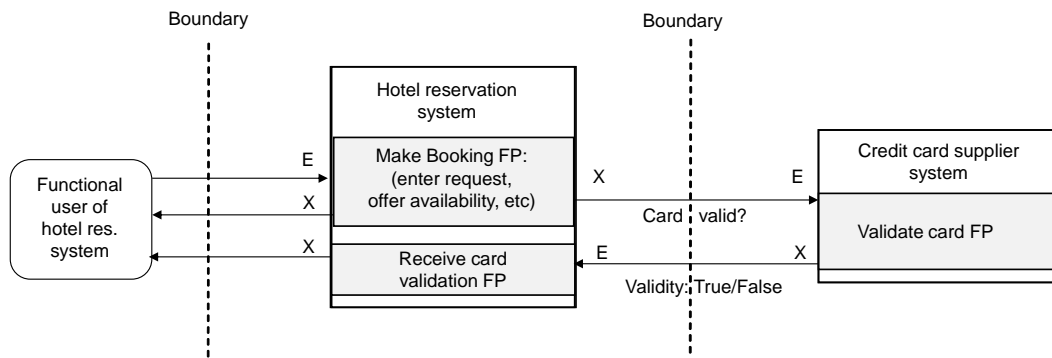 Boundary
Boundary
Hotel reservation
system
Make Booking FP:
(enter request,
offer availability, etc)
Receive card
validation FP
Functional
user of
hotel res.
system
E
X
X
X
E
Card valid?
E
X
Validity: True/False
Credit card supplier
system
Validate card FP